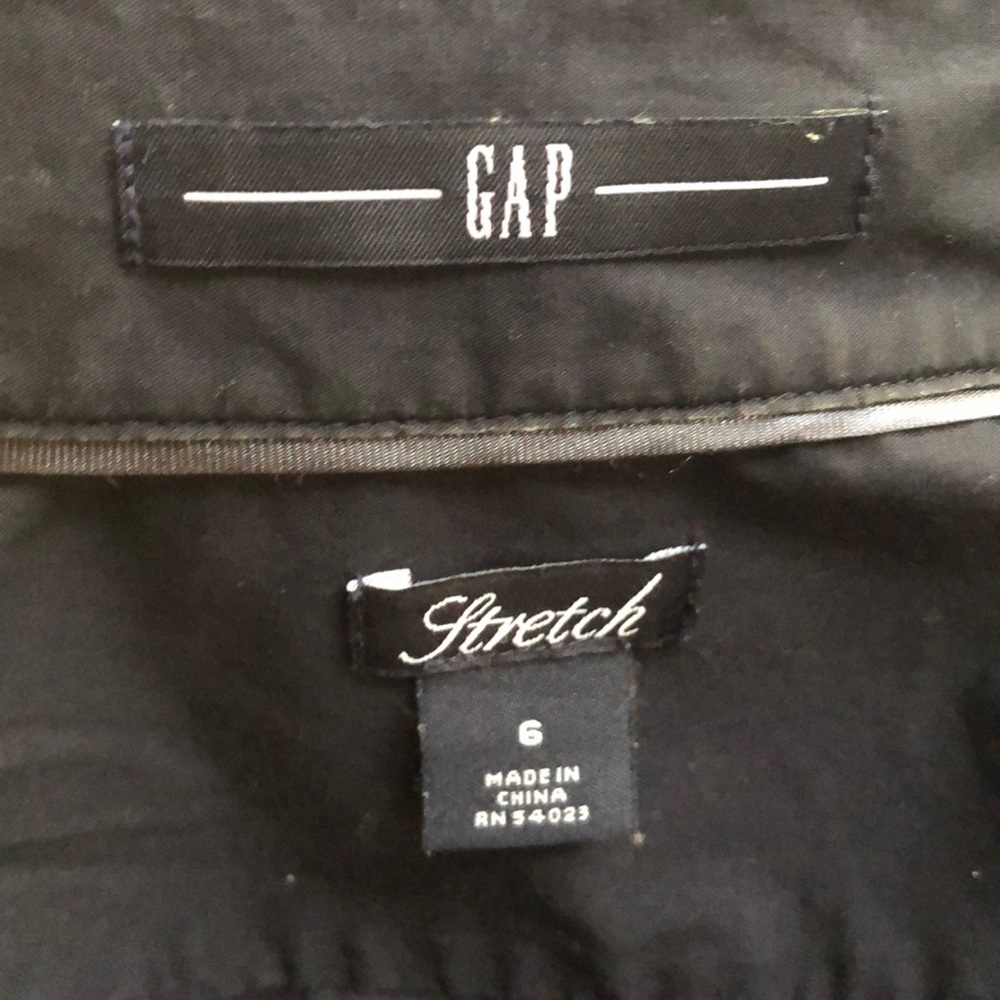 GAP
Stretch
6
MADE IN
CHINA
RN 54023